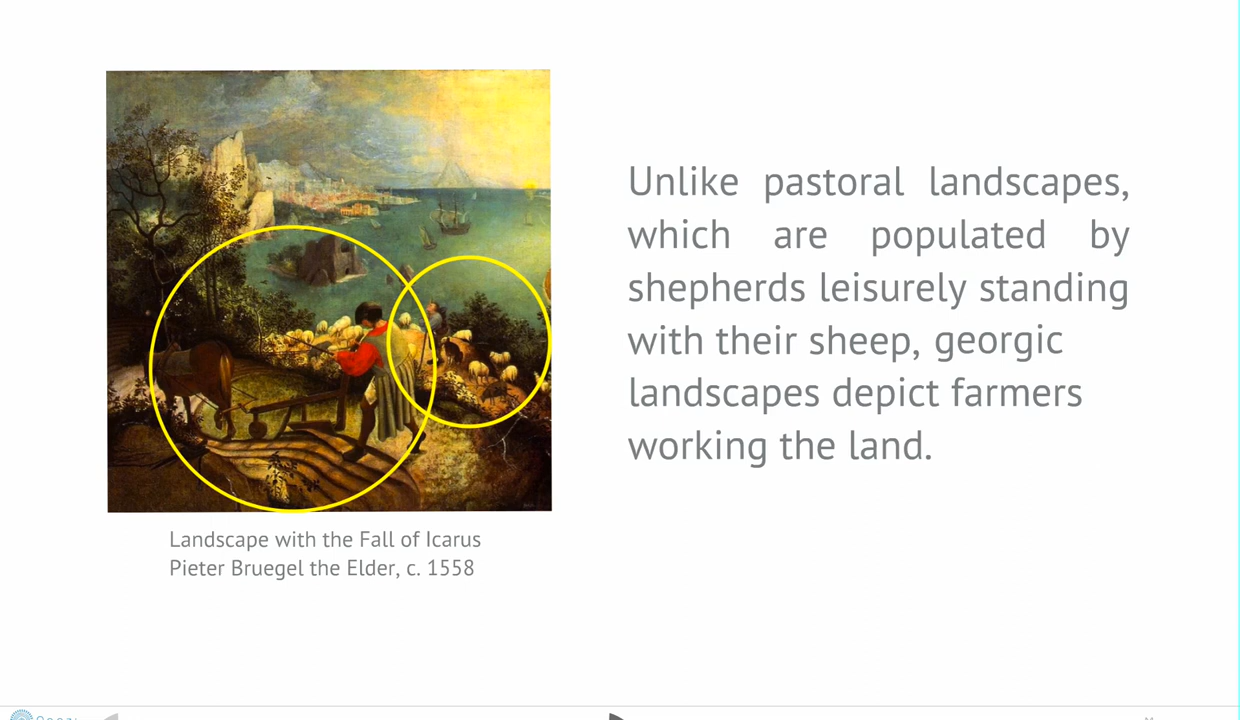 Unlike pastoral landscapes,
which are populated by
shepherds leisurely standing
with their sheep, georgic
landscapes depict farmers
working the land.
Landscape with the Fall of Icarus
Pieter Bruegel the Elder, c. 1558